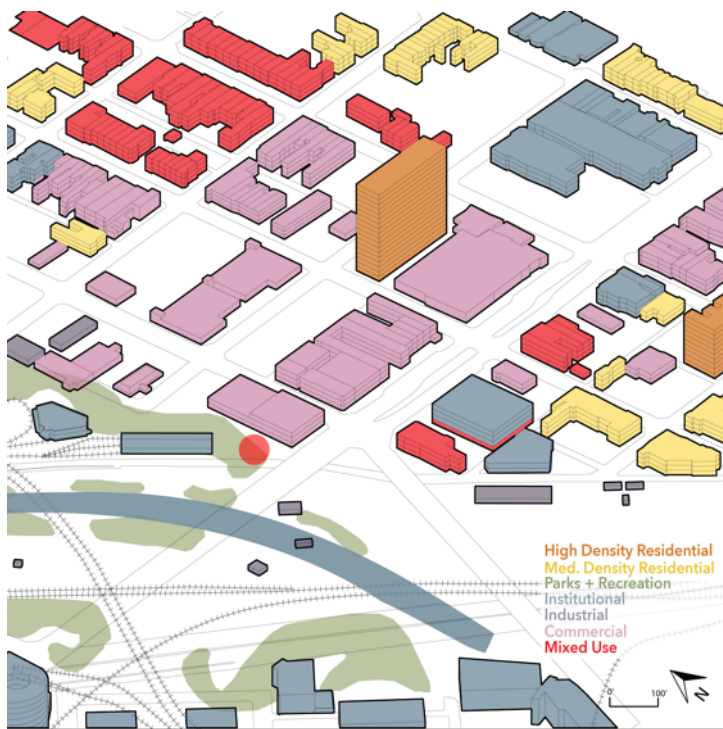 High Density Residential
Med. Density Residential
Parks + Recreation
Institutional
Industrial
Commercial
Mixed Use
0' 100'
N